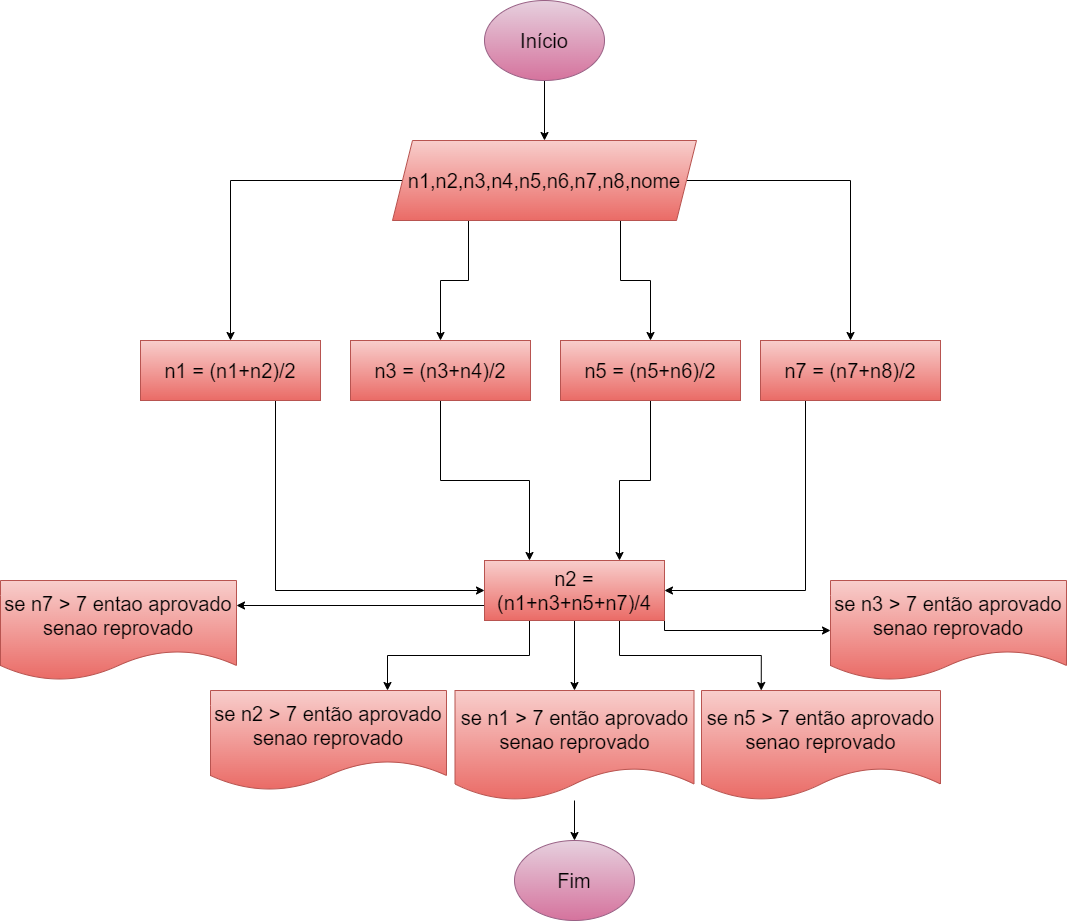 Início
n1,n2,n3,n4,n5,n6,n7,n8,nome
n1 = (n1+n2)/2
n3 = (n3+n4)/2
n5 = (n5+n6)/2
n7 = (n7+n8)/2
n2 =
(n1+n3+n5+n7)/4
se n7 > 7 entao aprovado
senao reprovado
se n3 > 7 então aprovado
senao reprovado
se n2 > 7 então aprovado
senao reprovado
se n1 > 7 então aprovado
senao reprovado
se n5 > 7 então aprovado
senao reprovado
Fim